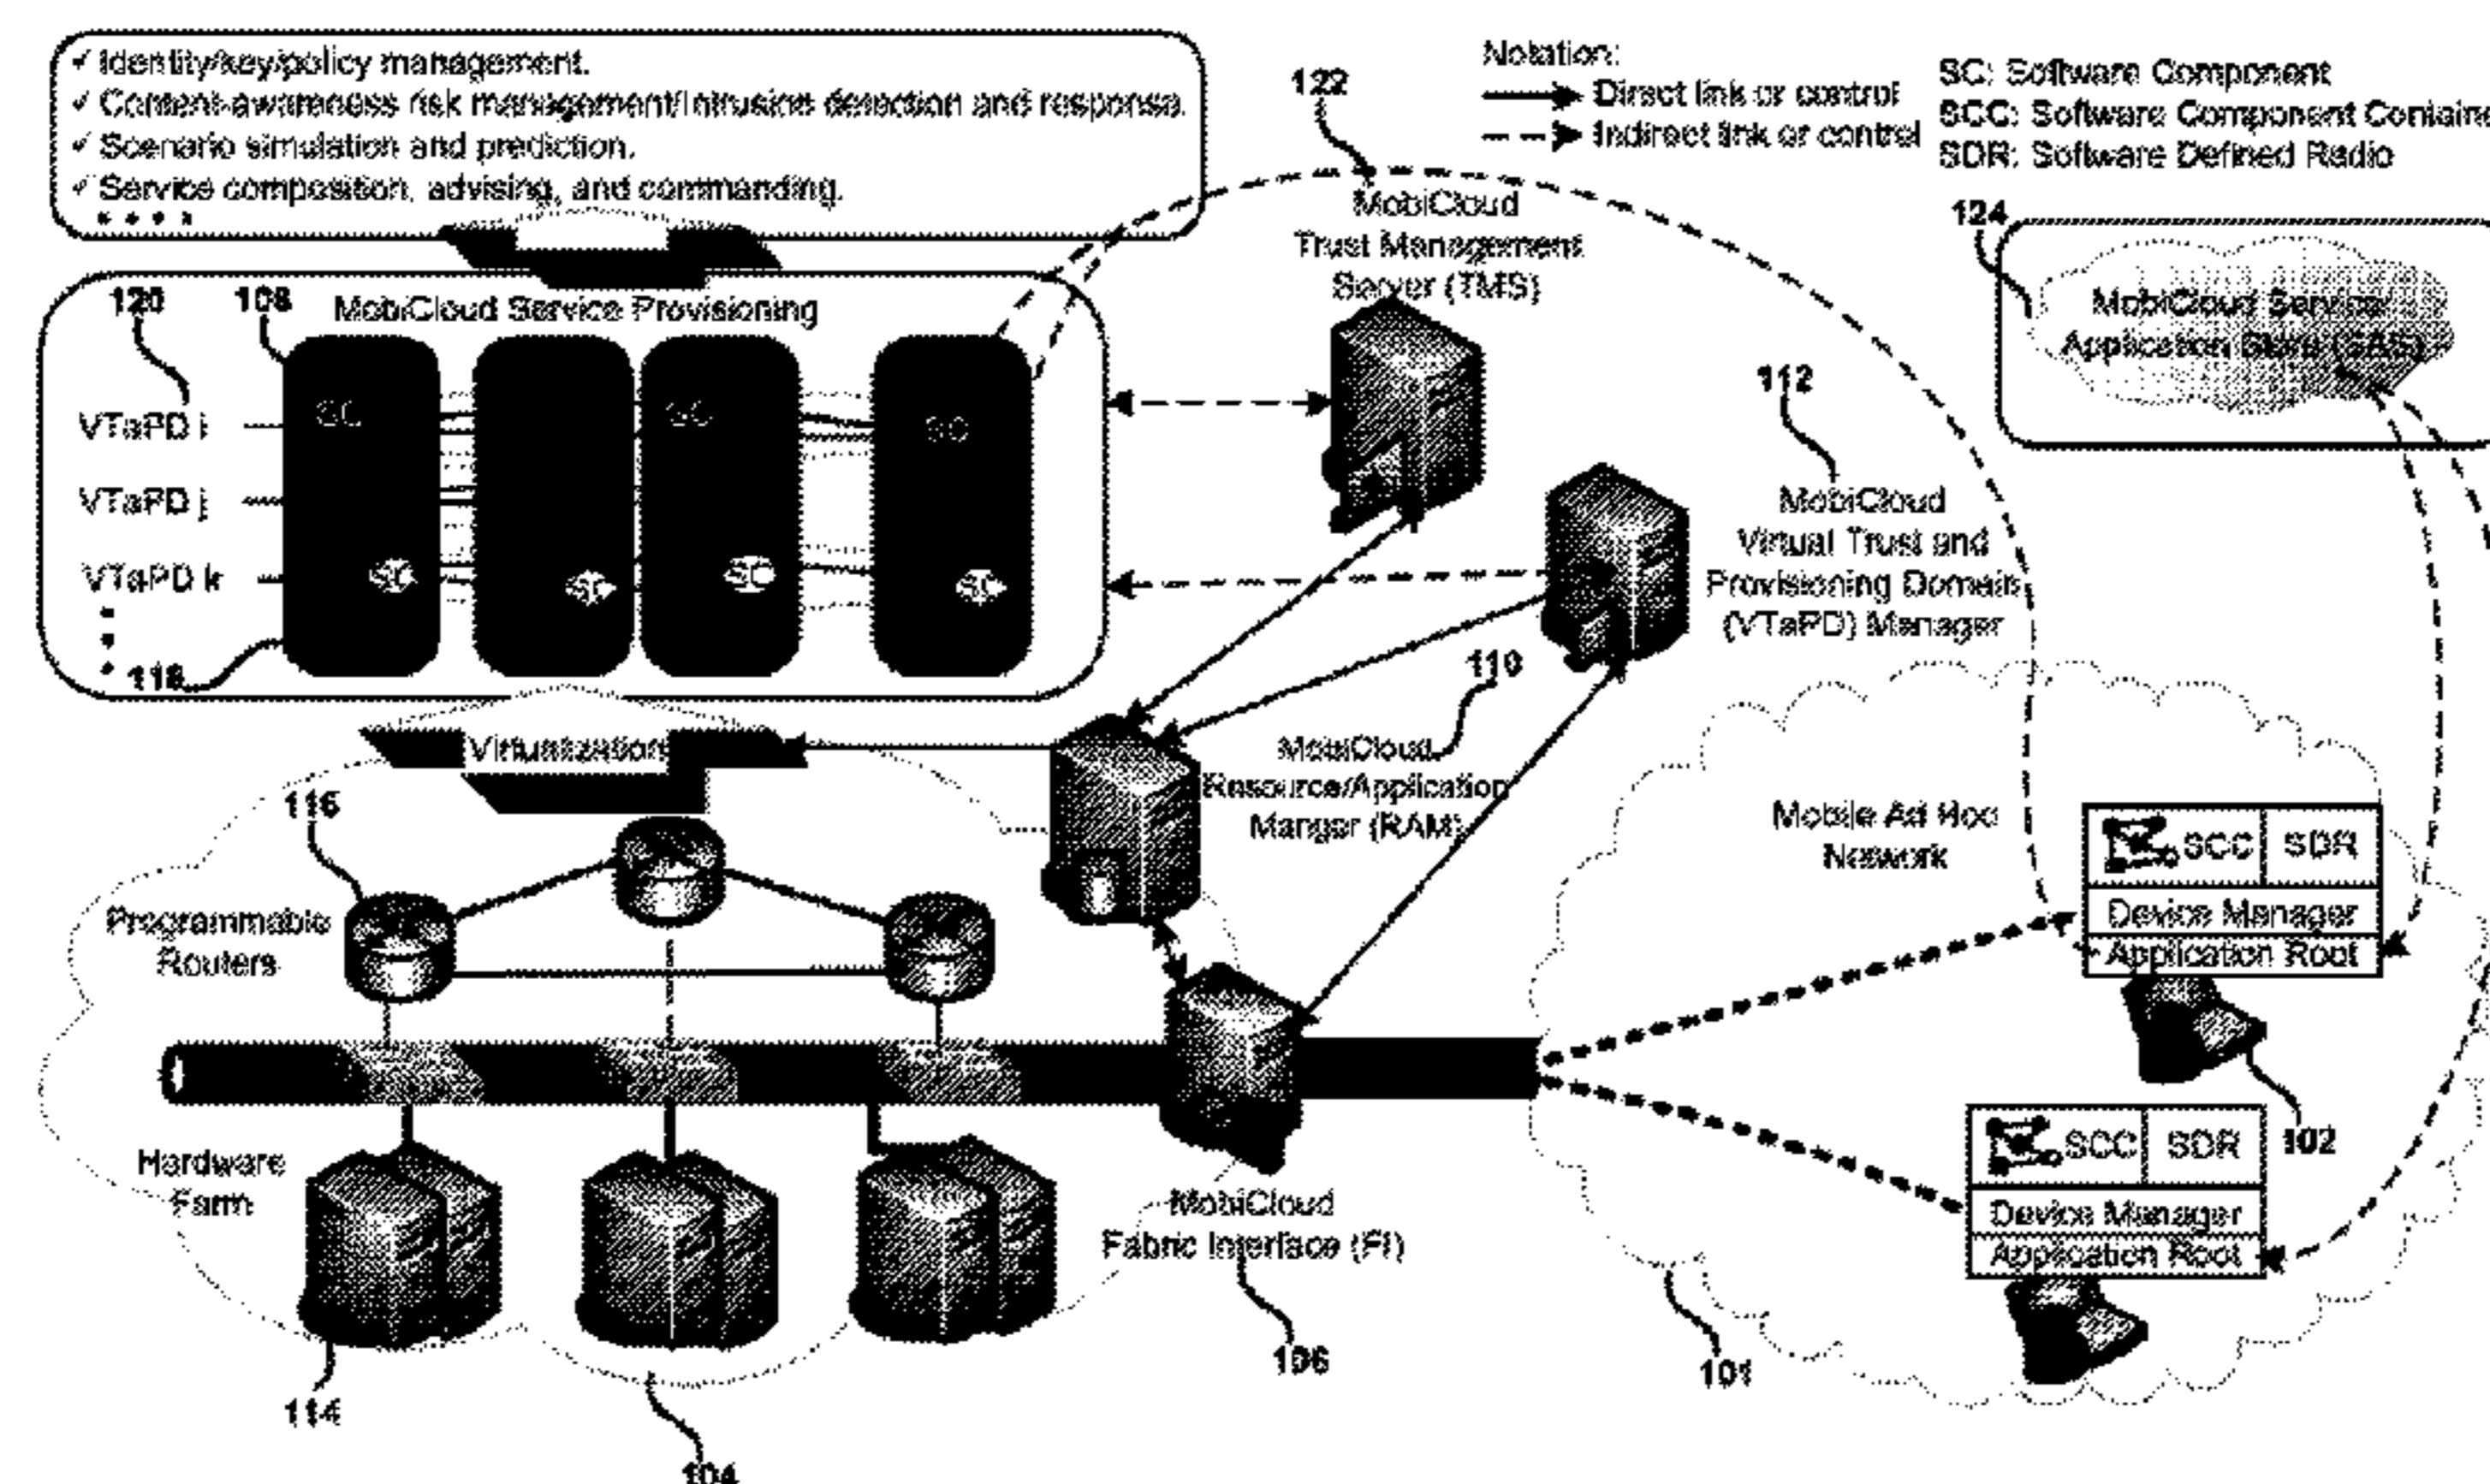 ✓ Identity/key/policy management.
✓ Content-awareness risk management/Intrusion detection and response.
✓ Scenario simulation and prediction.
✓ Service composition, advising, and commanding.
Notation:
Direct link or control
Indirect link or control
SC: Software Component
SCC: Software Component Containe
SDR: Software Defined Radio
122
MobiCloud
Trust Management
Server (TMS)
124
MobiCloud Service/
Application Store (SAS)
120
108
MobiCloud Service Provisioning
VTaPD i
SC
SC
SC
VTaPD j
VTaPD k
SC
SC
SC
SC
118
112
MobiCloud
Virtual Trust and
Provisioning Domain
(VTaPD) Manager
Virtualization
110
MobiCloud
Resource/Application
Manger (RAM)
116
Programmable
Routers
Mobile Ad Hoc
Network
SCC
SDR
Device Manager
Application Root
102
SCC
SDR
Device Manager
Application Root
Hardware
Farm
MobiCloud
Fabric Interface (FI)
106
101
114
104